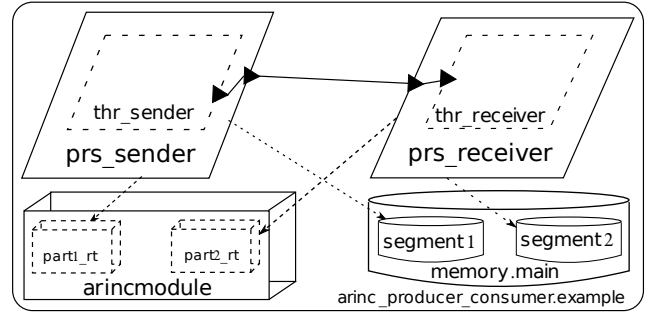 thr_sender
thr_receiver
prs_sender
prs_receiver
part1_rt
part2_rt
segment1
segment2
arincmodule
memory.main
arinc_producer_consumer.example